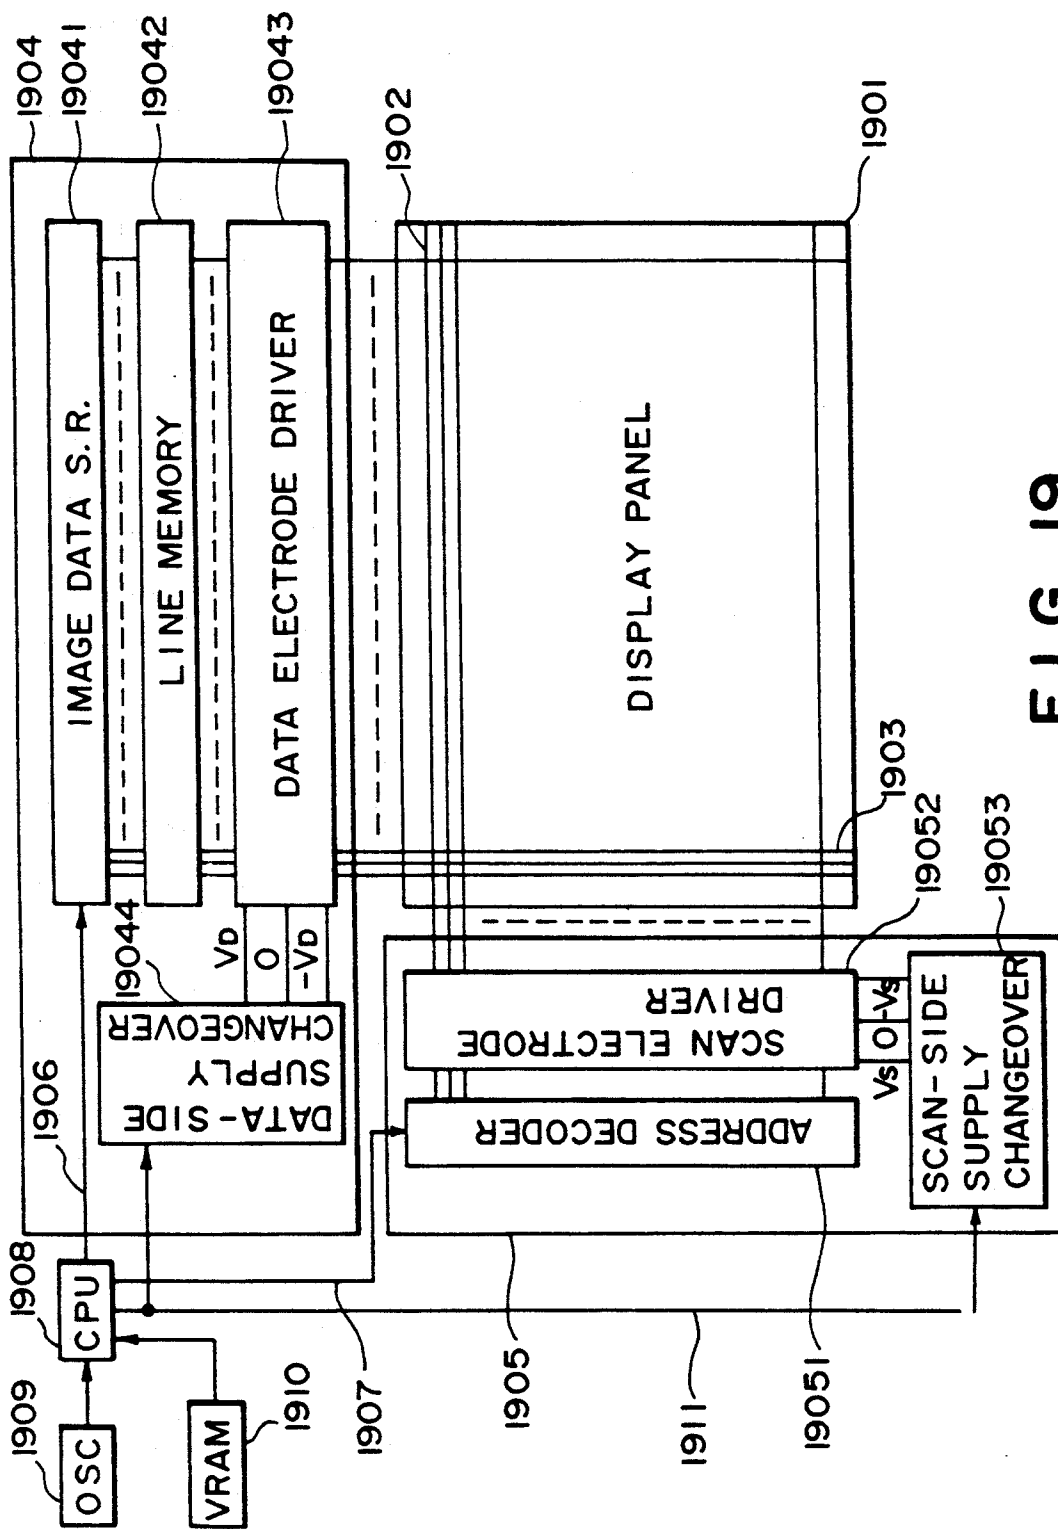 1904
19041
19042
19043
IMAGE DATA S. R.
LINE MEMORY
DATA ELECTRODE DRIVER
1902
1901
DISPLAY PANEL
1903
19044
VD
O
-VD
DATA-SIDE
SUPPLY
CHANGEOVER
19052
19053
SCAN ELECTRODE
DRIVER
ADDRESS DECODER
Vs
O
-Vs
SCAN-SIDE
SUPPLY
CHANGEOVER
1906
1908
CPU
1909
OSC
VRAM
1910
1907
1905
1911
19051
FIG. 19